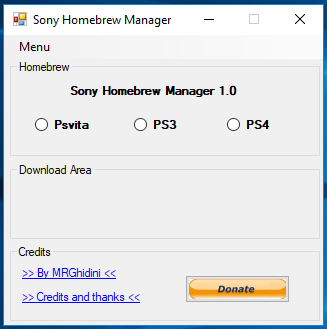 Sony Homebrew Manager
Menu
Homebrew
Sony Homebrew Manager 1.0
Psvita PS3 PS4
Download Area
Credits
>> By MRGhidini <<
>> Credits and thanks <<
Donate